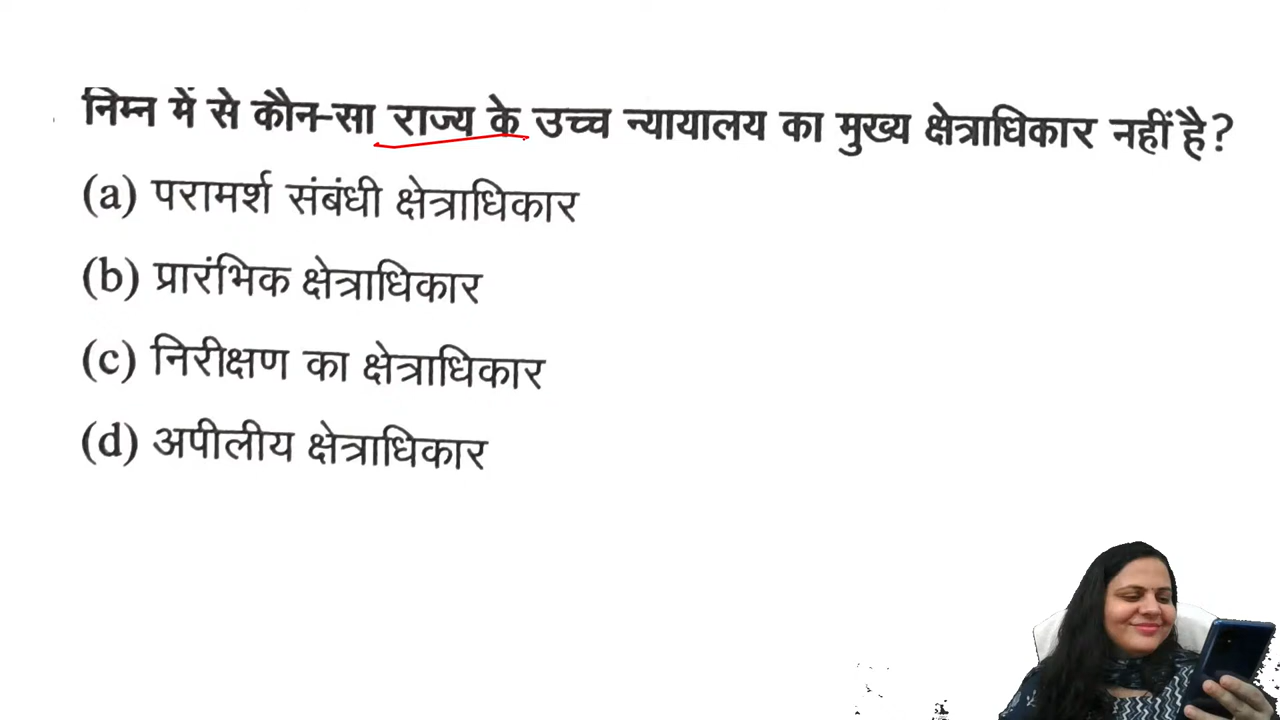 निम्न में से कौन-सा राज्य के उच्च न्यायालय का मुख्य क्षेत्राधिकार नहीं है?
(a) परामर्श संबंधी क्षेत्राधिकार
(b) प्रारंभिक क्षेत्राधिकार
(c) निरीक्षण का क्षेत्राधिकार
(d) अपीलीय क्षेत्राधिकार